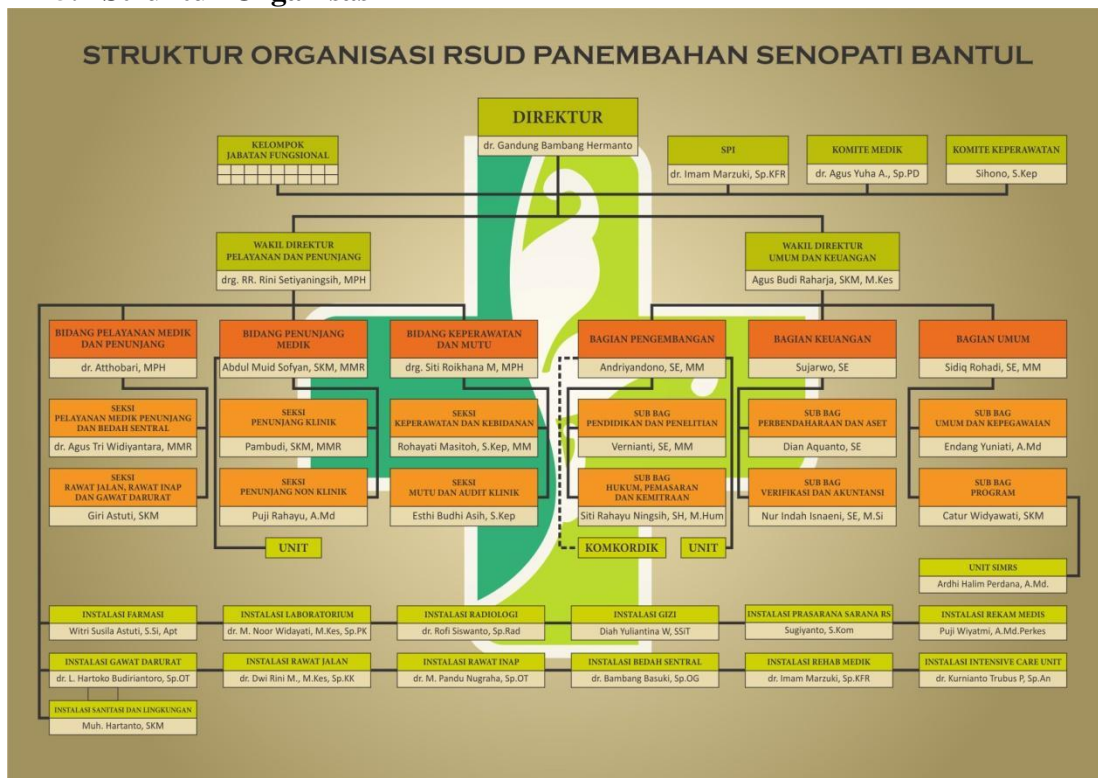 STRUKTUR ORGANISASI RSUD PANEMBAHAN SENOPATI BANTUL
DIREKTUR
dr. Gandung Bambang Hermanto
KELOMPOK
JABATAN FUNGSIONAL
SPI
dr. Imam Marzuki, Sp.KFR
KOMITE MEDIK
dr. Agus Yuha A., Sp.PD
KOMITE KEPERAWATAN
Sihono, S.Kep
WAKIL DIREKTUR
PELAYANAN DAN PENUNJANG
drg. RR. Rini Setiyaningsih, MPH
WAKIL DIREKTUR
UMUM DAN KEUANGAN
Agus Budi Raharja, SKM, M.Kes
BIDANG PELAYANAN MEDIK
DAN PENUNJANG
dr. Atthobari, MPH
BIDANG PENUNJANG
MEDIK
Abdul Muid Sofyan, SKM, MMR
BIDANG KEPERAWATAN
DAN MUTU
drg. Siti Roikhana M, MPH
BAGIAN PENGEMBANGAN
Andriyandono, SE, MM
BAGIAN KEUANGAN
Sujarwo, SE
BAGIAN UMUM
Sidiq Rohadi, SE, MM
SEKSI
PELAYANAN MEDIK PENUNJANG
DAN BEDAH SENTRAL
dr. Agus Tri Widiyantara, MMR
SEKSI
PENUNJANG KLINIK
Pambudi, SKM, MMR
SEKSI
KEPERAWATAN DAN KEBIDANAN
Rohayati Masitoh, S.Kep, MM
SUB BAG
PENDIDIKAN DAN PENELITIAN
Vernianti, SE, MM
SUB BAG
PERBENDAHARAAN DAN ASET
Dian Aquanto, SE
SUB BAG
UMUM DAN KEPEGAWAIAN
Endang Yuniati, A.Md
SEKSI
RAWAT JALAN, RAWAT INAP
DAN GAWAT DARURAT
Giri Astuti, SKM
SEKSI
PENUNJANG NON KLINIK
Puji Rahayu, A.Md
SEKSI
MUTU DAN AUDIT KLINIK
Esthi Budhi Asih, S.Kep
SUB BAG
HUKUM, PEMASARAN
DAN KEMITRAAN
Siti Rahayu Ningsih, SH, M.Hum
SUB BAG
VERIFIKASI DAN AKUNTANSI
Nur Indah Isnaeni, SE, M.Si
SUB BAG
PROGRAM
Catur Widyawati, SKM
UNIT
KOMKORDIK
UNIT
UNIT SIMRS
Ardhi Halim Perdana, A.Md.
INSTALASI FARMASI
Witri Susila Astuti, S.Si, Apt
INSTALASI LABORATORIUM
dr. M. Noor Widayati, M.Kes, Sp.PK
INSTALASI RADIOLOGI
dr. Rofi Siswanto, Sp.Rad
INSTALASI GIZI
Diah Yuliantina W, SSiT
INSTALASI PRASARANA SARANA RS
Sugiyanto, S.Kom
INSTALASI REKAM MEDIS
Puji Wiyatmi, A.Md.Perkes
INSTALASI GAWAT DARURAT
dr. L. Hartoko Budiriantoro, Sp.OT
INSTALASI RAWAT JALAN
dr. Dwi Rini M., M.Kes, Sp.KK
INSTALASI RAWAT INAP
dr. M. Pandu Nugraha, Sp.OT
INSTALASI BEDAH SENTRAL
dr. Bambang Basuki, Sp.OG
INSTALASI REHAB MEDIK
dr. Imam Marzuki, Sp.KFR
INSTALASI INTENSIVE CARE UNIT
dr. Kurnianto Trubus P, Sp.An
INSTALASI SANITASI DAN LINGKUNGAN
Muh. Hartanto, SKM